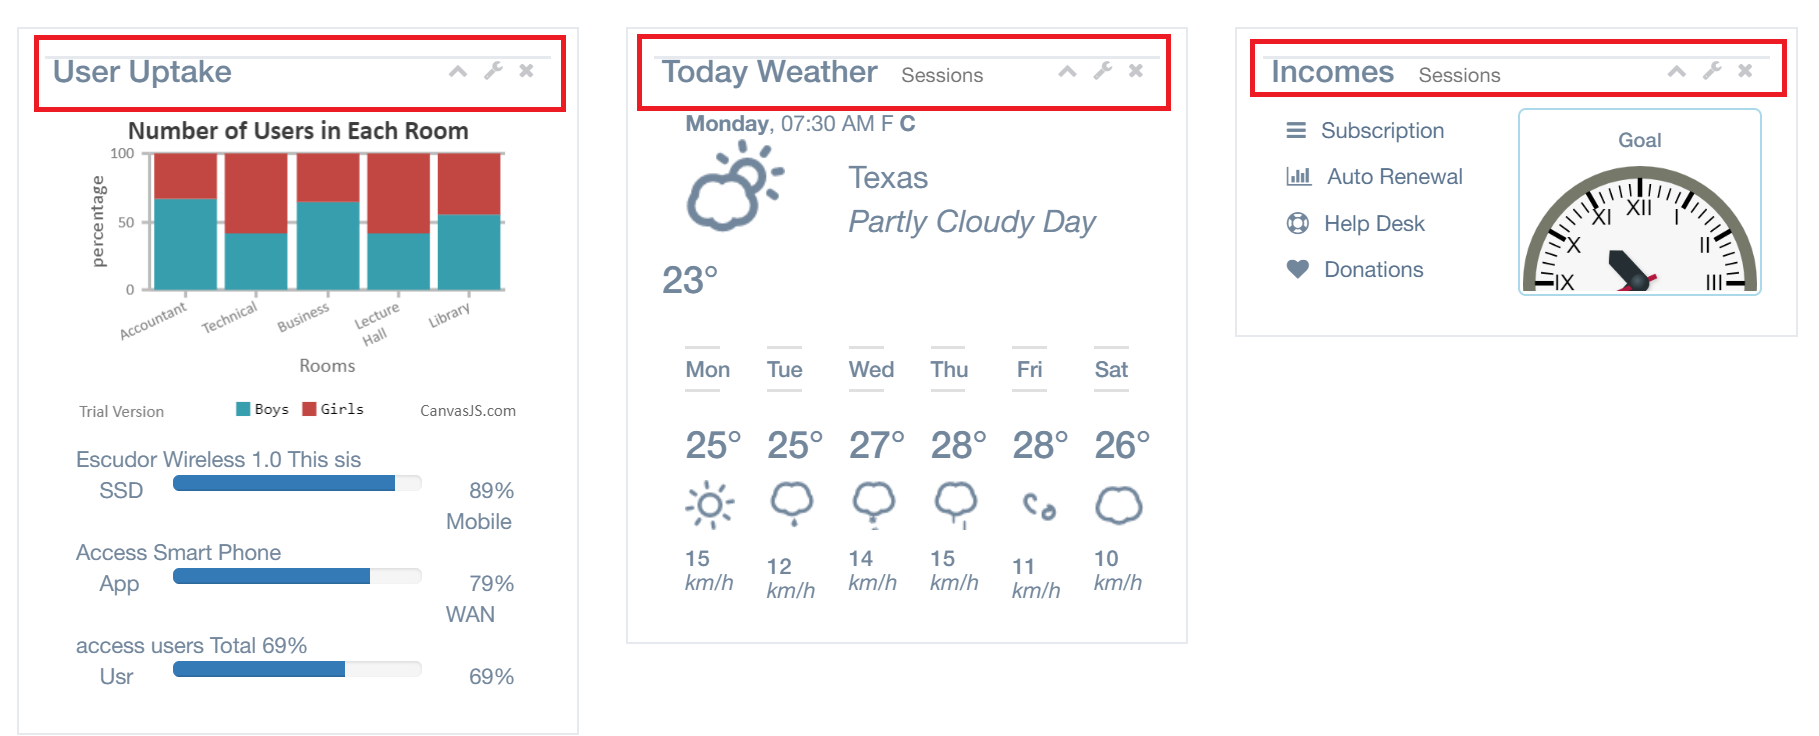 User Uptake
Number of Users in Each Room
100
50
0
percentage
Accountant
Technical
Business
Lecture
Hall
Library
Rooms
Trial Version
Boys
Girls
CanvasJS.com
Escudor Wireless 1.0 This sis
SSD
89%
Mobile
Access Smart Phone
App
79%
WAN
access users Total 69%
Usr
69%
Today Weather Sessions
Monday, 07:30 AM F C
Texas
Partly Cloudy Day
23°
Mon Tue Wed Thu Fri Sat
25° 25° 27° 28° 28° 26°
15 12 14 15 11 10
km/h km/h km/h km/h km/h km/h
Incomes Sessions
Subscription
Auto Renewal
Help Desk
Donations
Goal
IX X XI XII I II III